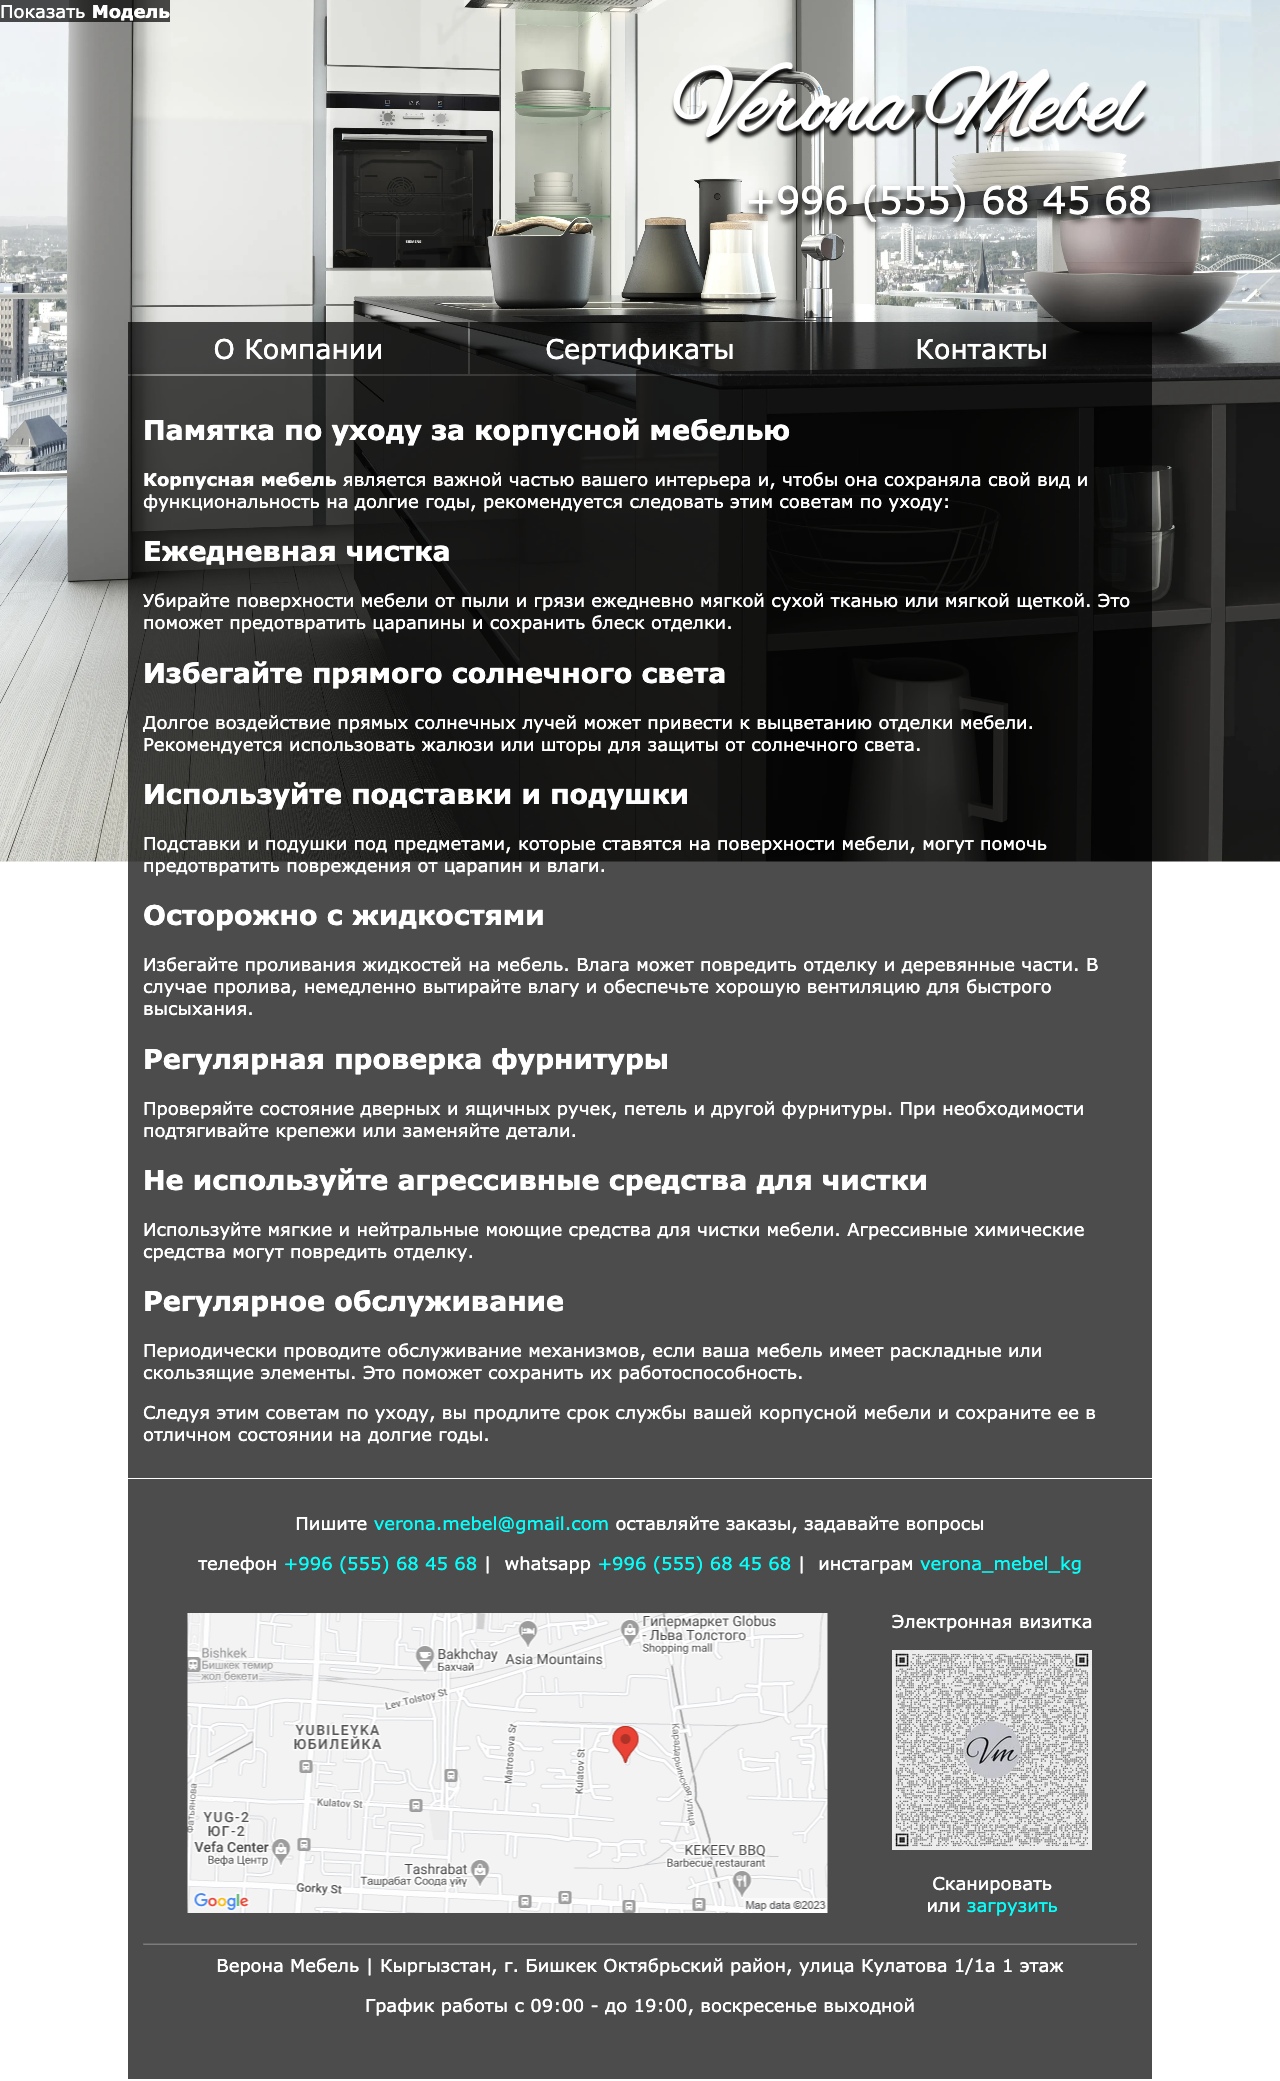 Показать Модель
Verona Mebel
+996 (555) 68 45 68
SIEMENS
О Компании
Сертификаты
Контакты
Памятка по уходу за корпусной мебелью
Корпусная мебель является важной частью вашего интерьера и, чтобы она сохраняла свой вид и
функциональность на долгие годы, рекомендуется следовать этим советам по уходу:
Ежедневная чистка
Убирайте поверхности мебели от пыли и грязи ежедневно мягкой сухой тканью или мягкой щеткой. Это
поможет предотвратить царапины и сохранить блеск отделки.
Избегайте прямого солнечного света
Долгое воздействие прямых солнечных лучей может привести к выцветанию отделки мебели.
Рекомендуется использовать жалюзи или шторы для защиты от солнечного света.
Используйте подставки и подушки
Подставки и подушки под предметами, которые ставятся на поверхности мебели, могут помочь
предотвратить повреждения от царапин и влаги.
Осторожно с жидкостями
Избегайте проливания жидкостей на мебель. Влага может повредить отделку и деревянные части. В
случае пролива, немедленно вытирайте влагу и обеспечьте хорошую вентиляцию для быстрого
высыхания.
Регулярная проверка фурнитуры
Проверяйте состояние дверных и ящичных ручек, петель и другой фурнитуры. При необходимости
подтягивайте крепежи или заменяйте детали.
Не используйте агрессивные средства для чистки
Используйте мягкие и нейтральные моющие средства для чистки мебели. Агрессивные химические
средства могут повредить отделку.
Регулярное обслуживание
Периодически проводите обслуживание механизмов, если ваша мебель имеет раскладные или
скользящие элементы. Это поможет сохранить их работоспособность.
Следуя этим советам по уходу, вы продлите срок службы вашей корпусной мебели и сохраните ее в
отличном состоянии на долгие годы.
Пишите verona.mebel@gmail.com оставляйте заказы, задавайте вопросы
телефон +996 (555) 68 45 68 | whatsapp +996 (555) 68 45 68 | инстаграм verona_mebel_kg
Гипермаркет Globus
- Льва Толстого
Shopping mall
Bishkek
Бишкек темир
жол бекети
Bakhchay
Бахчай
Asia Mountains
Lev Tolstoy St
YUBILEYKA
ЮБИЛЕЙКА
Matrosova Sr
Kulatov St
Карадарьинская улица
Фатьянова
Kulatov St
YUG-2
ЮГ-2
Vefa Center
Вефа Центр
Tashrabat
Ташрабат Соода үйү
KEKEEV BBQ
Barbecue restaurant
Gorky St
Google
Map data ©2023
Электронная визитка
Vm
Сканировать
или загрузить
Верона Мебель | Кыргызстан, г. Бишкек Октябрьский район, улица Кулатова 1/1а 1 этаж
График работы с 09:00 - до 19:00, воскресенье выходной